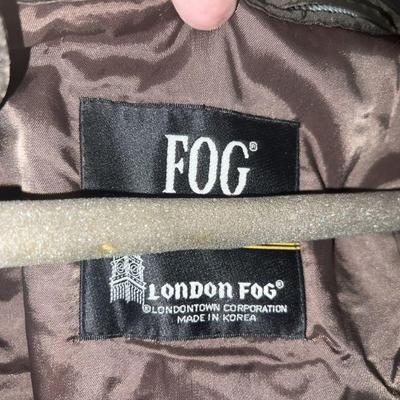 FOG®
LONDON FOG®
©LONDONTOWN CORPORATION
MADE IN KOREA